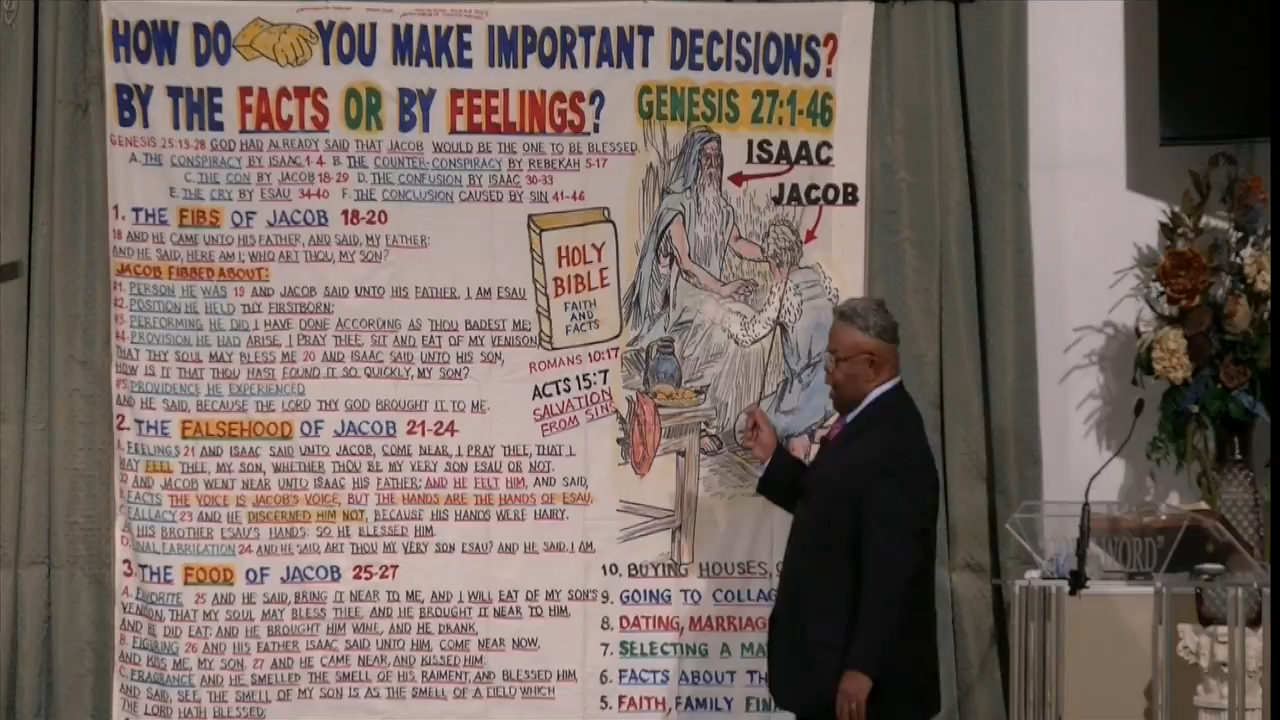 HOW DO YOU MAKE IMPORTANT DECISIONS?
BY THE FACTS OR BY FEELINGS?
GENESIS 27:1-46
GENESIS 25:19-28 GOD HAD ALREADY SAID THAT JACOB WOULD BE THE ONE TO BE BLESSED.
A. THE CONSPIRACY BY ISAAC 1-4 B. THE COUNTER-CONSPIRACY BY REBEKAH 5-17
C. THE CON BY JACOB 18-29 D. THE CONFUSION BY ISAAC 30-33
E. THE CRY BY ESAU 34-40 F. THE CONCLUSION CAUSED BY SIN 41-46
ISAAC
JACOB
1. THE FIBS OF JACOB 18-20
18 AND HE CAME UNTO HIS FATHER, AND SAID, MY FATHER:
AND HE SAID, HERE AM I; WHO ART THOU, MY SON?
JACOB FIBBED ABOUT:
#1. PERSON HE WAS 19 AND JACOB SAID UNTO HIS FATHER, I AM ESAU
#2. POSITION HE HELD THY FIRSTBORN;
#3. PERFORMING HE DID I HAVE DONE ACCORDING AS THOU BADEST ME;
#4. PROVISION HE HAD ARISE, I PRAY THEE, SIT AND EAT OF MY VENISON,
THAT THY SOUL MAY BLESS ME 20 AND ISAAC SAID UNTO HIS SON,
HOW IS IT THAT THOU HAST FOUND IT SO QUICKLY, MY SON?
#5. PROVIDENCE HE EXPERIENCED
AND HE SAID, BECAUSE THE LORD THY GOD BROUGHT IT TO ME.
HOLY
BIBLE
FAITH
AND
FACTS
ROMANS 10:17
ACTS 15:7
SALVATION
FROM SINS
2. THE FALSEHOOD OF JACOB 21-24
A. FEELINGS 21 AND ISAAC SAID UNTO JACOB, COME NEAR, I PRAY THEE, THAT I
MAY FEEL THEE, MY SON, WHETHER THOU BE MY VERY SON ESAU OR NOT.
22 AND JACOB WENT NEAR UNTO ISAAC HIS FATHER; AND HE FELT HIM, AND SAID,
FACTS THE VOICE IS JACOB'S VOICE, BUT THE HANDS ARE THE HANDS OF ESAU.
FALLACY 23 AND HE DISCERNED HIM NOT, BECAUSE HIS HANDS WERE HAIRY,
AS HIS BROTHER ESAU'S HANDS: SO HE BLESSED HIM.
D. FINAL FABRICATION 24 AND HE SAID, ART THOU MY VERY SON ESAU? AND HE SAID, I AM.
3. THE FOOD OF JACOB 25-27
A. FAVORITE 25 AND HE SAID, BRING IT NEAR TO ME, AND I WILL EAT OF MY SON'S
VENISON, THAT MY SOUL MAY BLESS THEE. AND HE BROUGHT IT NEAR TO HIM,
AND HE DID EAT: AND HE BROUGHT HIM WINE, AND HE DRANK.
B. FIGURING 26 AND HIS FATHER ISAAC SAID UNTO HIM, COME NEAR NOW,
AND KISS ME, MY SON. 27 AND HE CAME NEAR, AND KISSED HIM:
C. FRAGRANCE AND HE SMELLED THE SMELL OF HIS RAIMENT, AND BLESSED HIM,
AND SAID, SEE, THE SMELL OF MY SON IS AS THE SMELL OF A FIELD WHICH
THE LORD HATH BLESSED:
10. BUYING HOUSES,
9. GOING TO COLLAG
8. DATING, MARRIAG
7. SELECTING A MA
6. FACTS ABOUT TH
5. FAITH, FAMILY FIN
WORD"